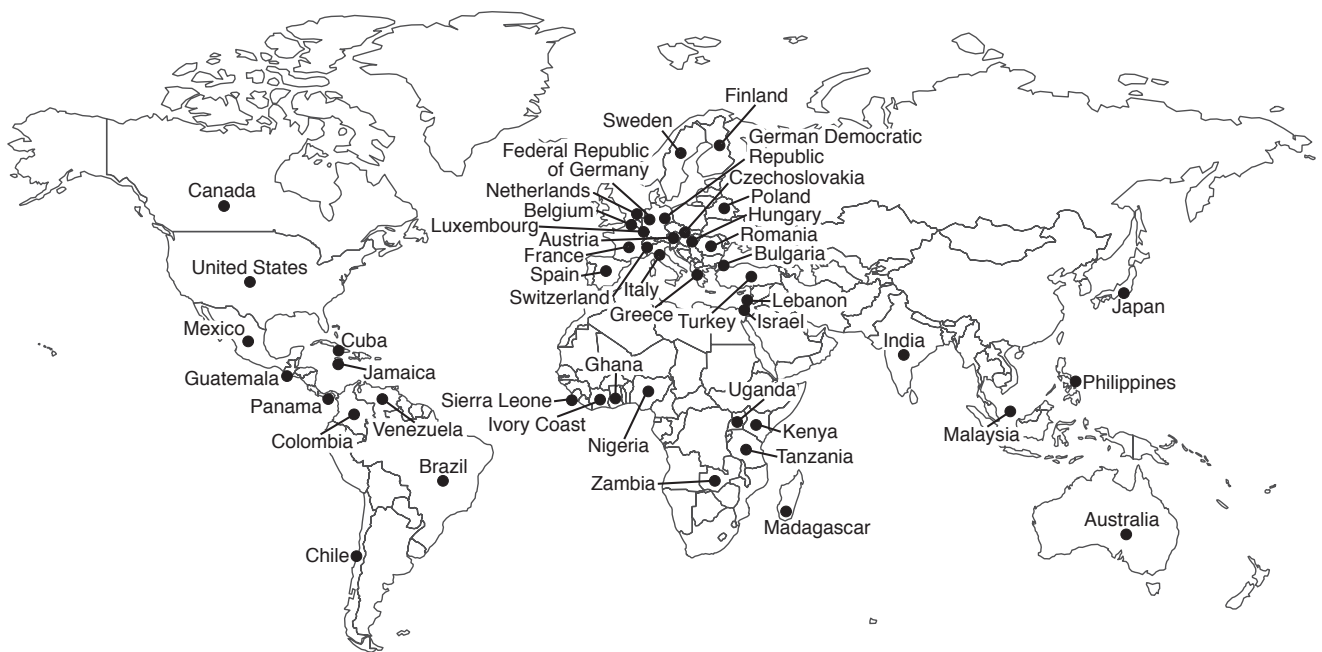 Finland
Sweden
German Democratic
Republic
Federal Republic
of Germany
Czechoslovakia
Netherlands
Poland
Belgium
Hungary
Luxembourg
Romania
Austria
France
Bulgaria
Spain
Italy
Switzerland
Greece
Turkey
Lebanon
Israel
Canada
United States
Mexico
Cuba
Jamaica
Guatemala
Panama
Colombia
Venezuela
Brazil
Chile
Ghana
Sierra Leone
Ivory Coast
Nigeria
Uganda
Kenya
Tanzania
Zambia
Madagascar
India
Japan
Philippines
Malaysia
Australia